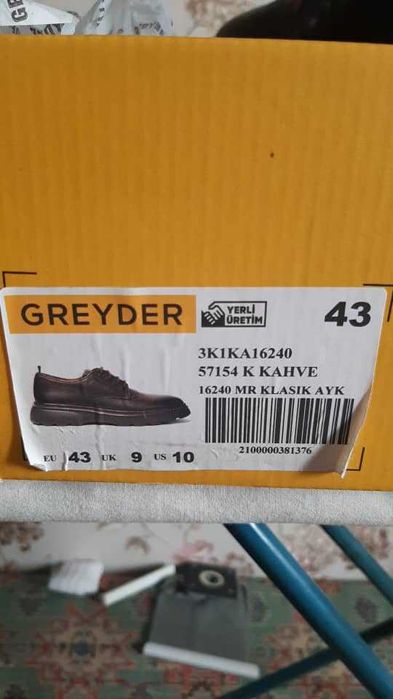 GREYDER
YERLİ
ÜRETİM
43
3K1KA16240
57154 K KAHVE
16240 MR KLASIK AYK
2100000381376
EU 43 UK 9 US 10